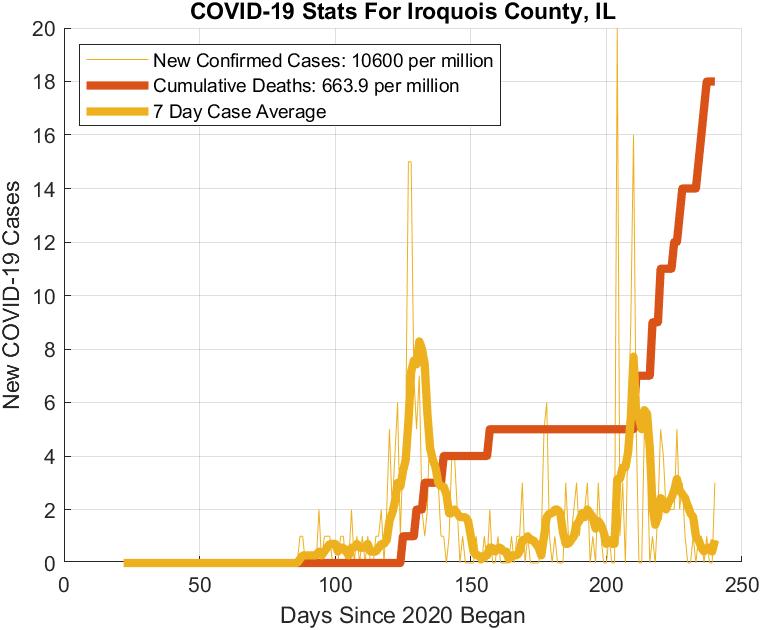 COVID-19 Stats For Iroquois County, IL
New Confirmed Cases: 10600 per million
Cumulative Deaths: 663.9 per million
7 Day Case Average
New COVID-19 Cases
20
18
16
14
12
10
8
6
4
2
0
0 50 100 150 200 250
Days Since 2020 Began